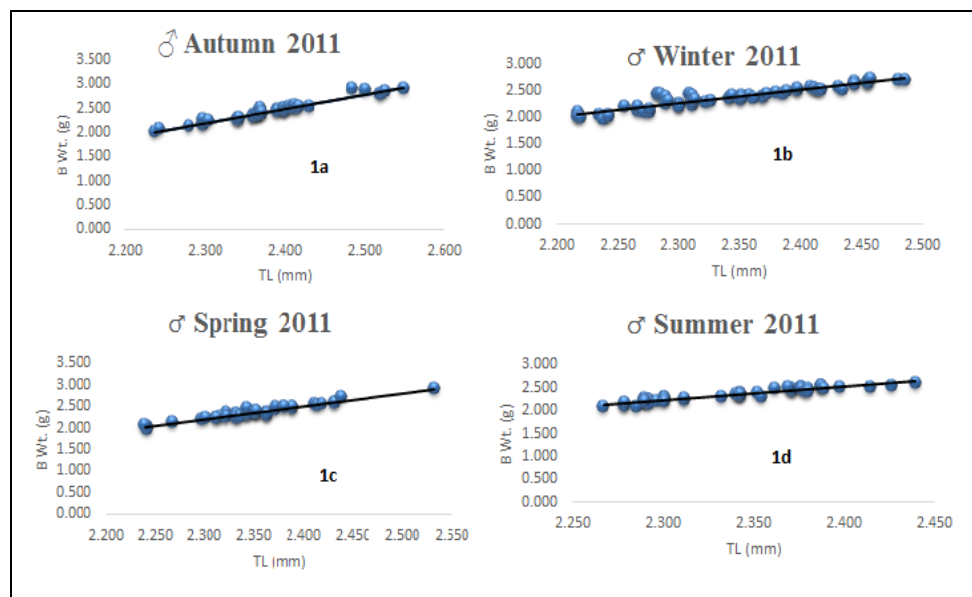 ♂ Autumn 2011
3.500
3.000
2.500
2.000
1.500
1.000
0.500
0.000
B Wt. (g)
1a
2.200 2.300 2.400 2.500 2.600
TL (mm)
♂ Winter 2011
3.000
2.500
2.000
1.500
1.000
0.500
0.000
B Wt. (g)
1b
2.200 2.250 2.300 2.350 2.400 2.450 2.500
TL (mm)
♂ Spring 2011
3.500
3.000
2.500
2.000
1.500
1.000
0.500
0.000
B Wt. (g)
1c
2.200 2.250 2.300 2.350 2.400 2.450 2.500 2.550
TL (mm)
♂ Summer 2011
3.000
2.500
2.000
1.500
1.000
0.500
0.000
B Wt. (g)
1d
2.250 2.300 2.350 2.400 2.450
TL (mm)